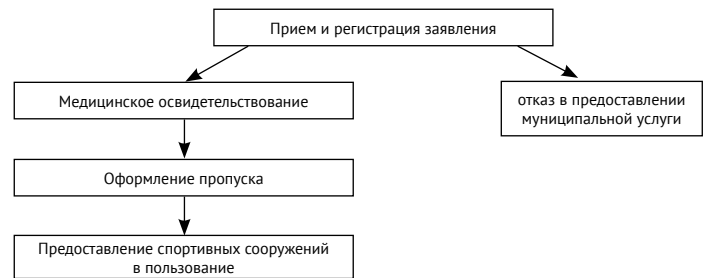 Прием и регистрация заявления
Медицинское освидетельствование
отказ в предоставлении
муниципальной услуги
Оформление пропуска
Предоставление спортивных сооружений
в пользование